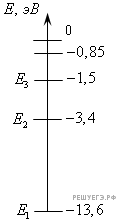 E, эВ
0
−0,85
E₃ −1,5
E₂ −3,4
РЕШУЕГЭ.РФ
E₁ −13,6